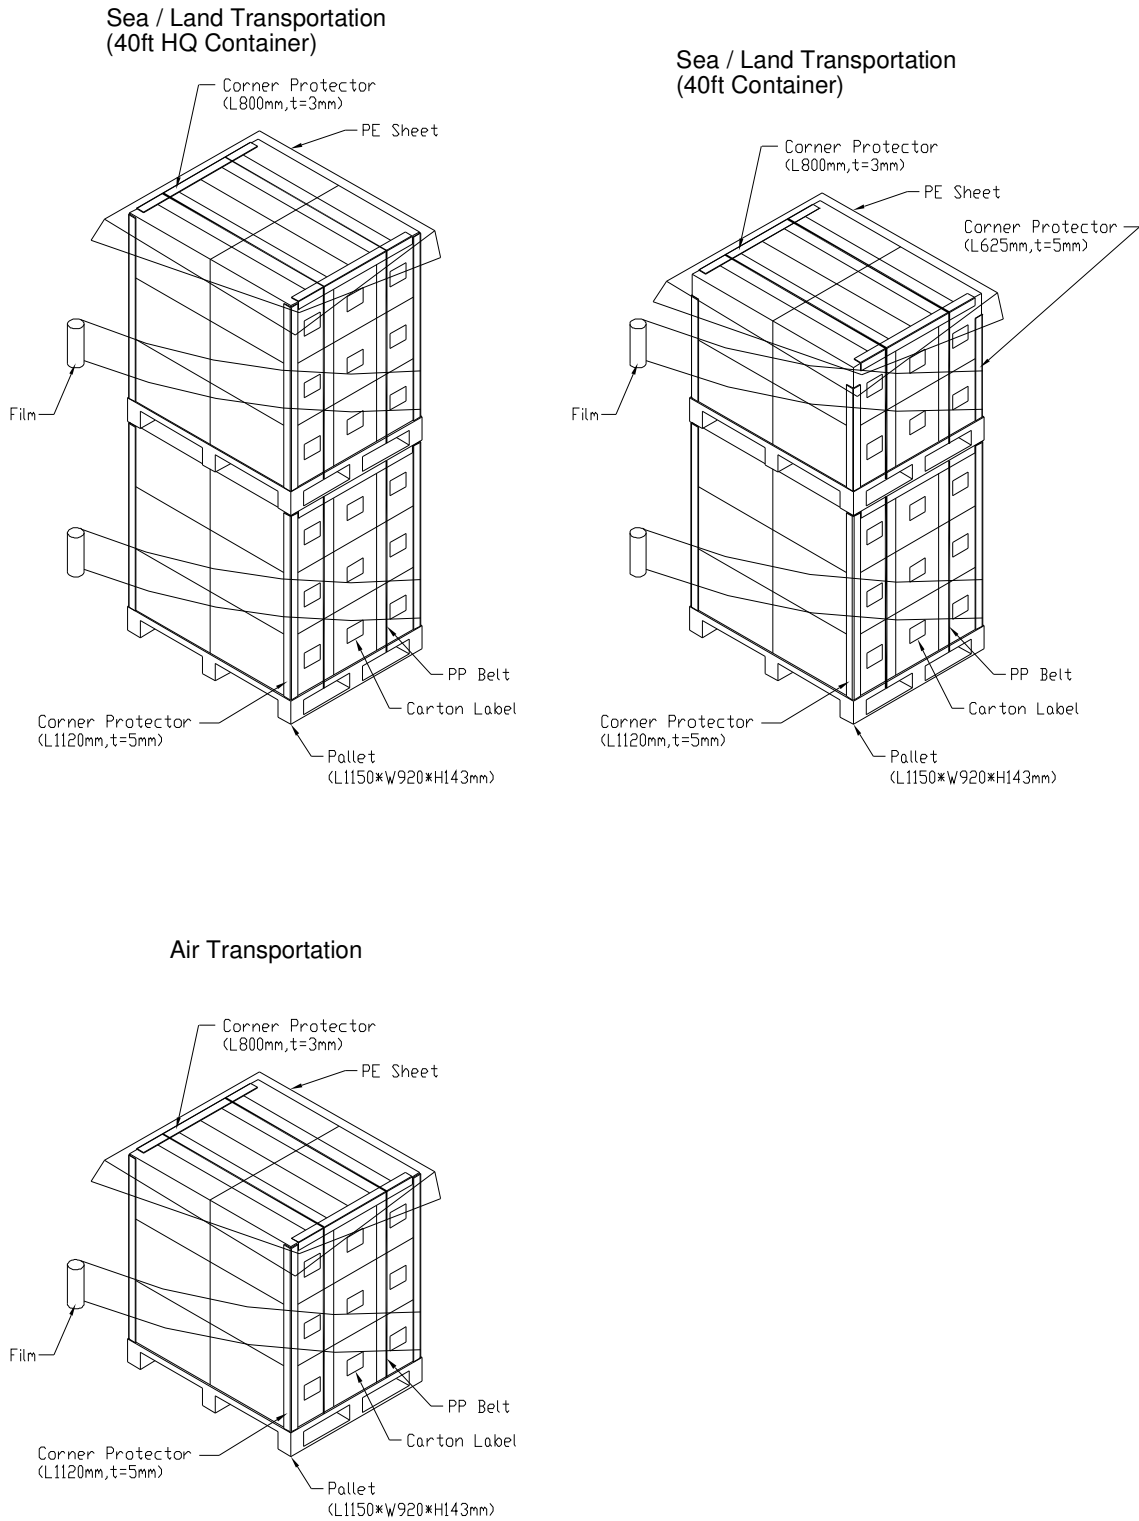 Sea / Land Transportation
(40ft HQ Container)
Corner Protector
(L800mm,t=3mm)
PE Sheet
Film
PP Belt
Carton Label
Corner Protector
(L1120mm,t=5mm)
Pallet
(L1150*W920*H143mm)
Sea / Land Transportation
(40ft Container)
Corner Protector
(L800mm,t=3mm)
PE Sheet
Corner Protector
(L625mm,t=5mm)
Film
PP Belt
Carton Label
Corner Protector
(L1120mm,t=5mm)
Pallet
(L1150*W920*H143mm)
Air Transportation
Corner Protector
(L800mm,t=3mm)
PE Sheet
Film
PP Belt
Carton Label
Corner Protector
(L1120mm,t=5mm)
Pallet
(L1150*W920*H143mm)